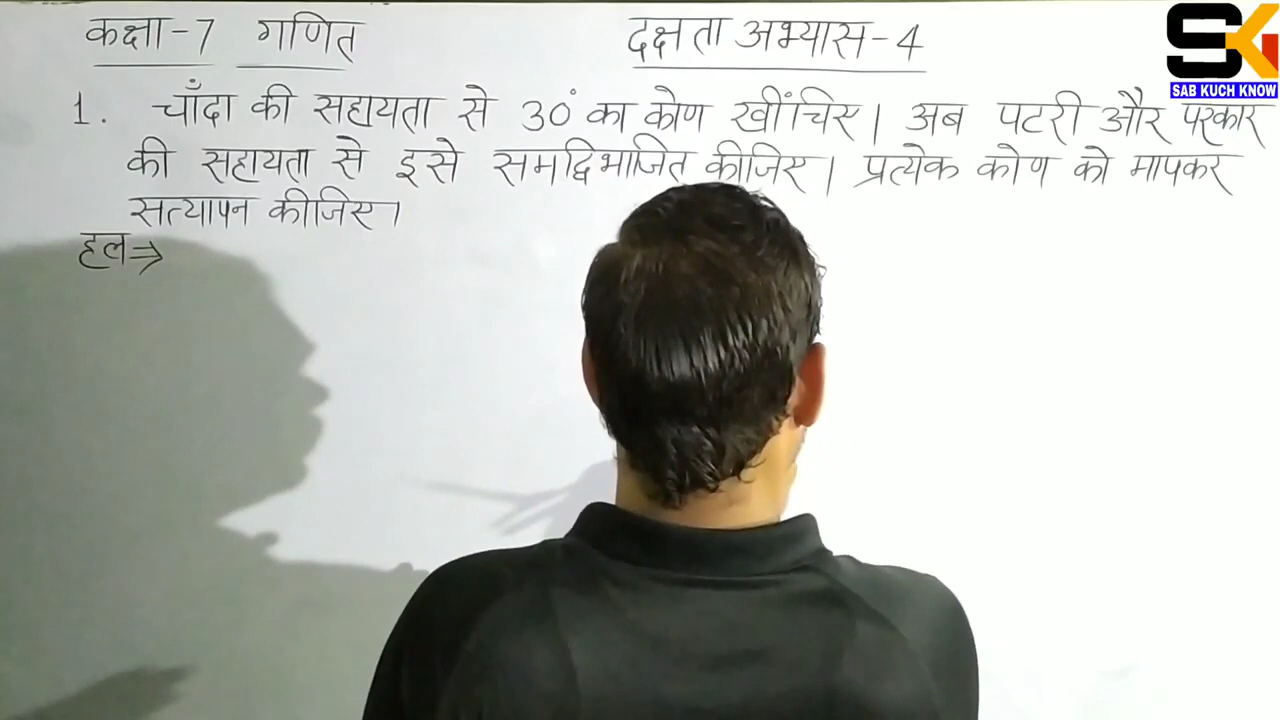 कक्षा-7 गणित दक्षता अभ्यास-4
SK
SAB KUCH KNOW
1. चाँदा की सहायता से 30° का कोण खींचिए। अब पटरी और परकार
की सहायता से इसे समद्विभाजित कीजिए। प्रत्येक कोण को मापकर
सत्यापन कीजिए।
हल⇒